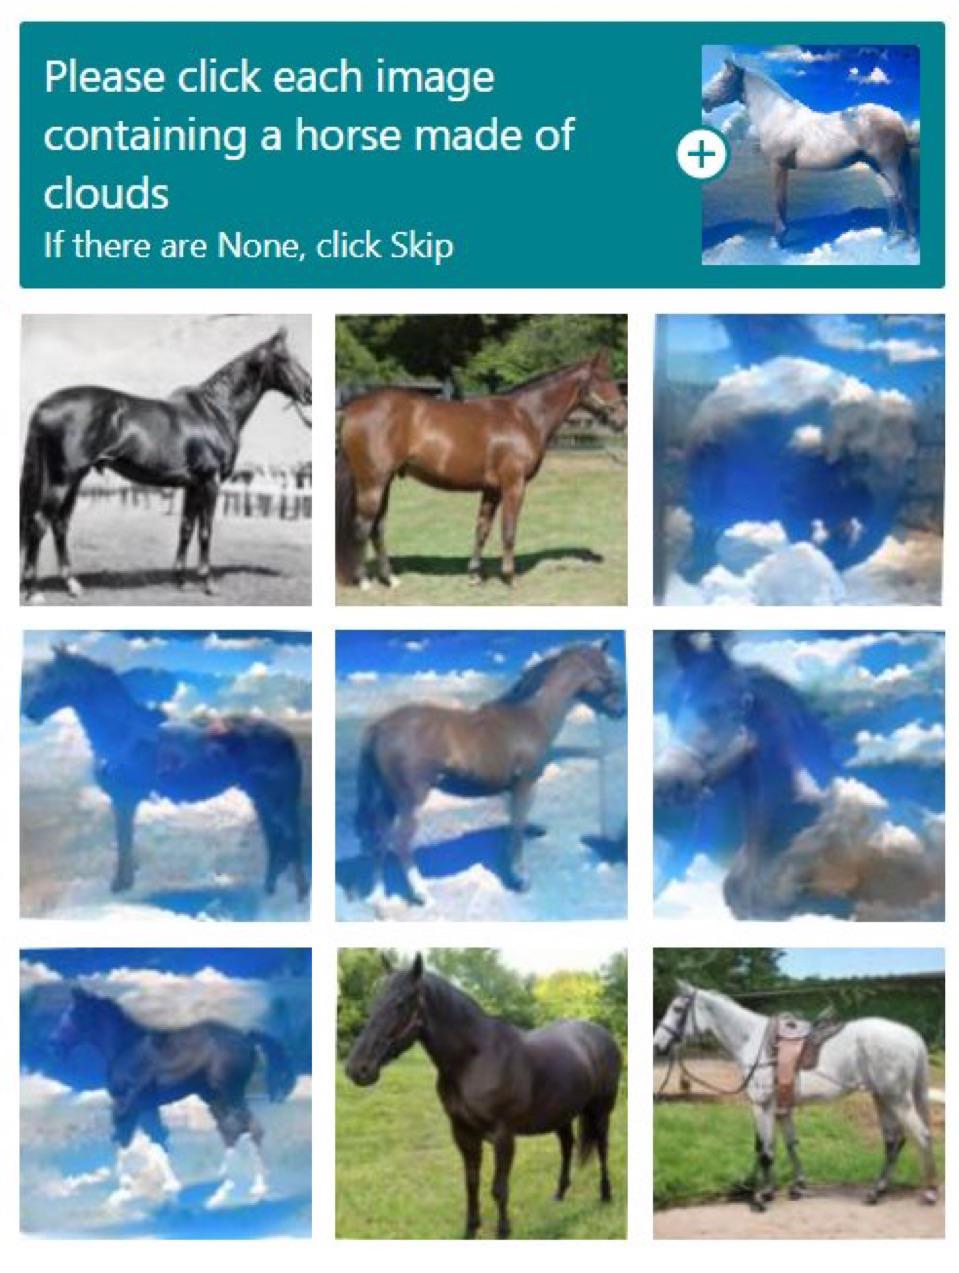 Please click each image
containing a horse made of
clouds
If there are None, click Skip